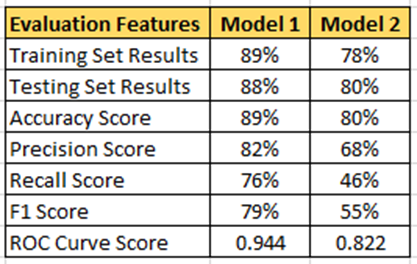 Evaluation Features Model 1 Model 2
Training Set Results 89% 78%
Testing Set Results 88% 80%
Accuracy Score 89% 80%
Precision Score 82% 68%
Recall Score 76% 46%
F1 Score 79% 55%
ROC Curve Score 0.944 0.822